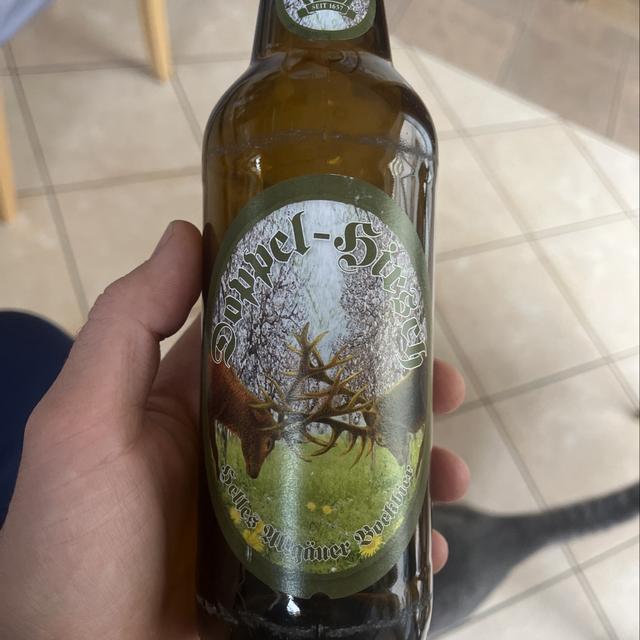 SEIT 1657
Doppel-Hirsch
Helles Allgäuer Bockbier